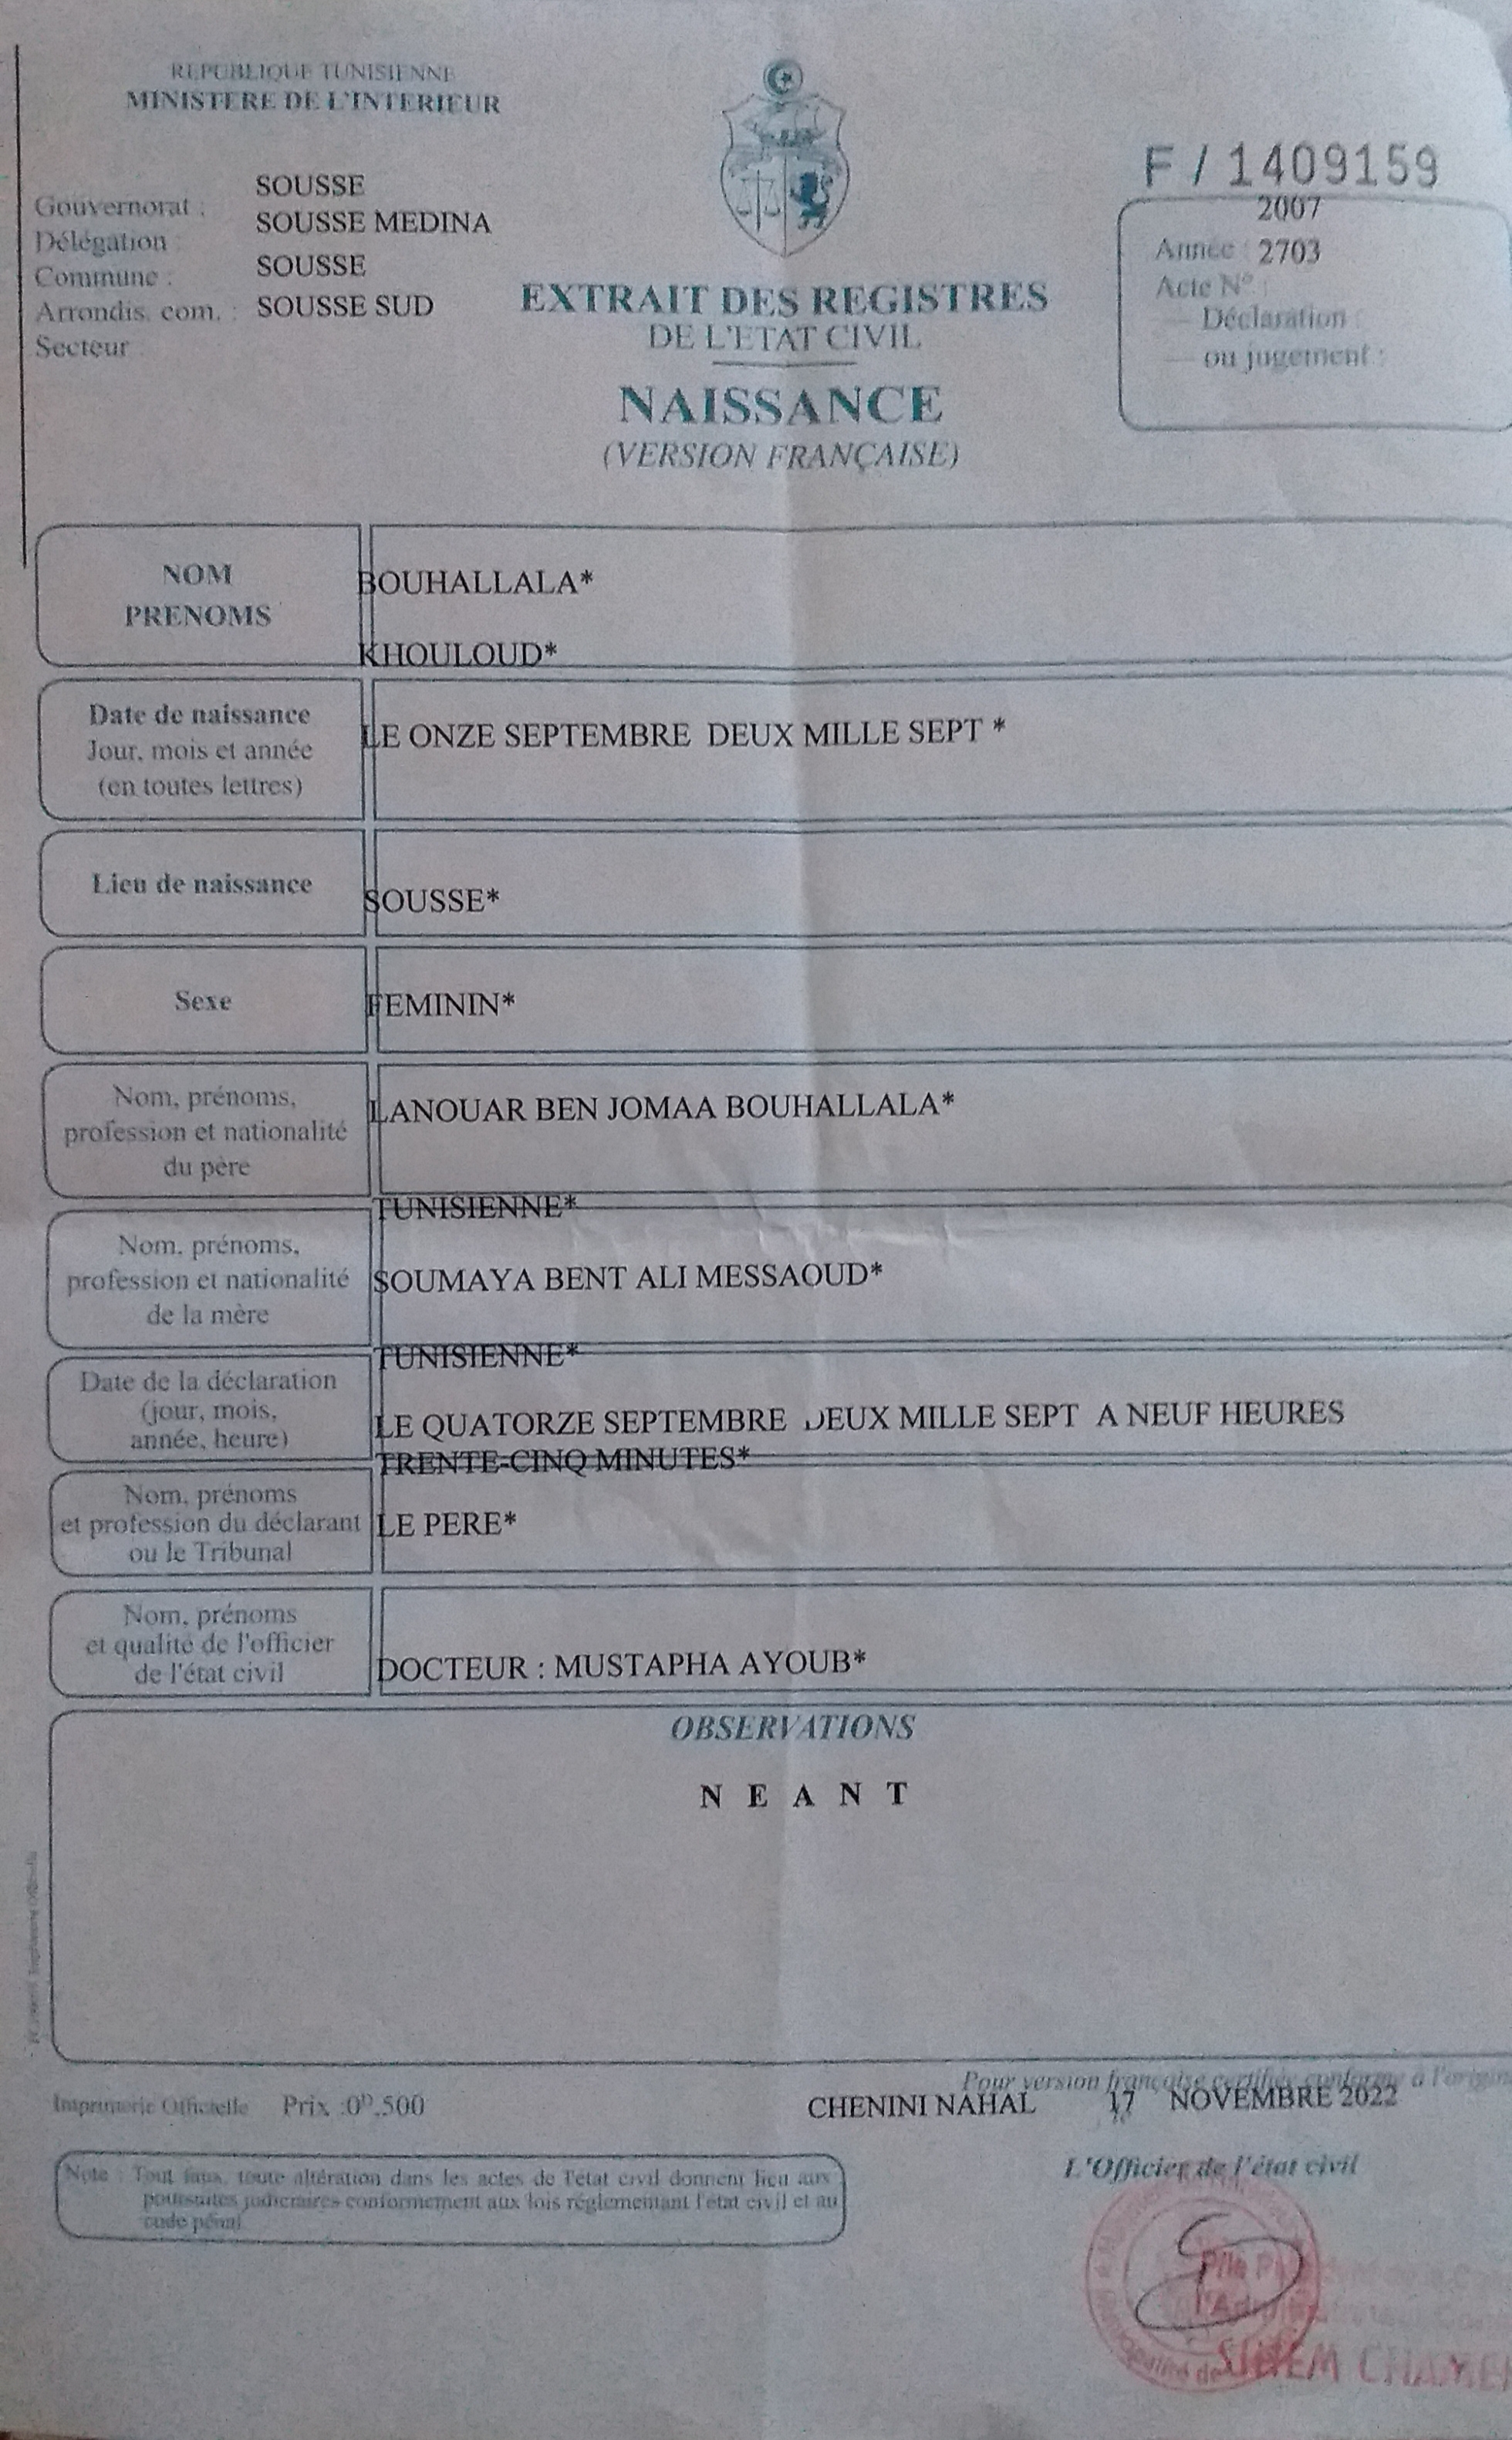 REPUBLIQUE TUNISIENNE
MINISTERE DE L'INTERIEUR
Gouvernorat : SOUSSE
Délégation : SOUSSE MEDINA
Commune : SOUSSE
Arrondis. com. : SOUSSE SUD
Secteur
F / 1409159
2007
Année : 2703
Acte N° :
— Déclaration :
— ou jugement :
EXTRAIT DES REGISTRES
DE L'ETAT CIVIL
NAISSANCE
(VERSION FRANÇAISE)
NOM
PRENOMS
BOUHALLALA*
KHOULOUD*
Date de naissance
Jour, mois et année
(en toutes lettres)
LE ONZE SEPTEMBRE DEUX MILLE SEPT *
Lieu de naissance
SOUSSE*
Sexe
FEMININ*
Nom, prénoms,
profession et nationalité
du père
LANOUAR BEN JOMAA BOUHALLALA*
TUNISIENNE*
Nom, prénoms,
profession et nationalité
de la mère
SOUMAYA BENT ALI MESSAOUD*
TUNISIENNE*
Date de la déclaration
(jour, mois,
année, heure)
LE QUATORZE SEPTEMBRE DEUX MILLE SEPT A NEUF HEURES
TRENTE-CINQ MINUTES*
Nom, prénoms
et profession du déclarant
ou le Tribunal
LE PERE*
Nom, prénoms
et qualité de l'officier
de l'état civil
DOCTEUR : MUSTAPHA AYOUB*
OBSERVATIONS
N E A N T
Pour version française certifiée conforme à
Imprimerie Officielle Prix :0D,500
CHENINI NAHAL 17 NOVEMBRE 2022
Note : Tout faux, toute altération dans les actes de l'état civil donnent lieu aux
poursuites judiciaires conformément aux lois réglementant l'état civil et au
code pénal
L'Officier de l'état civil
SIHEM